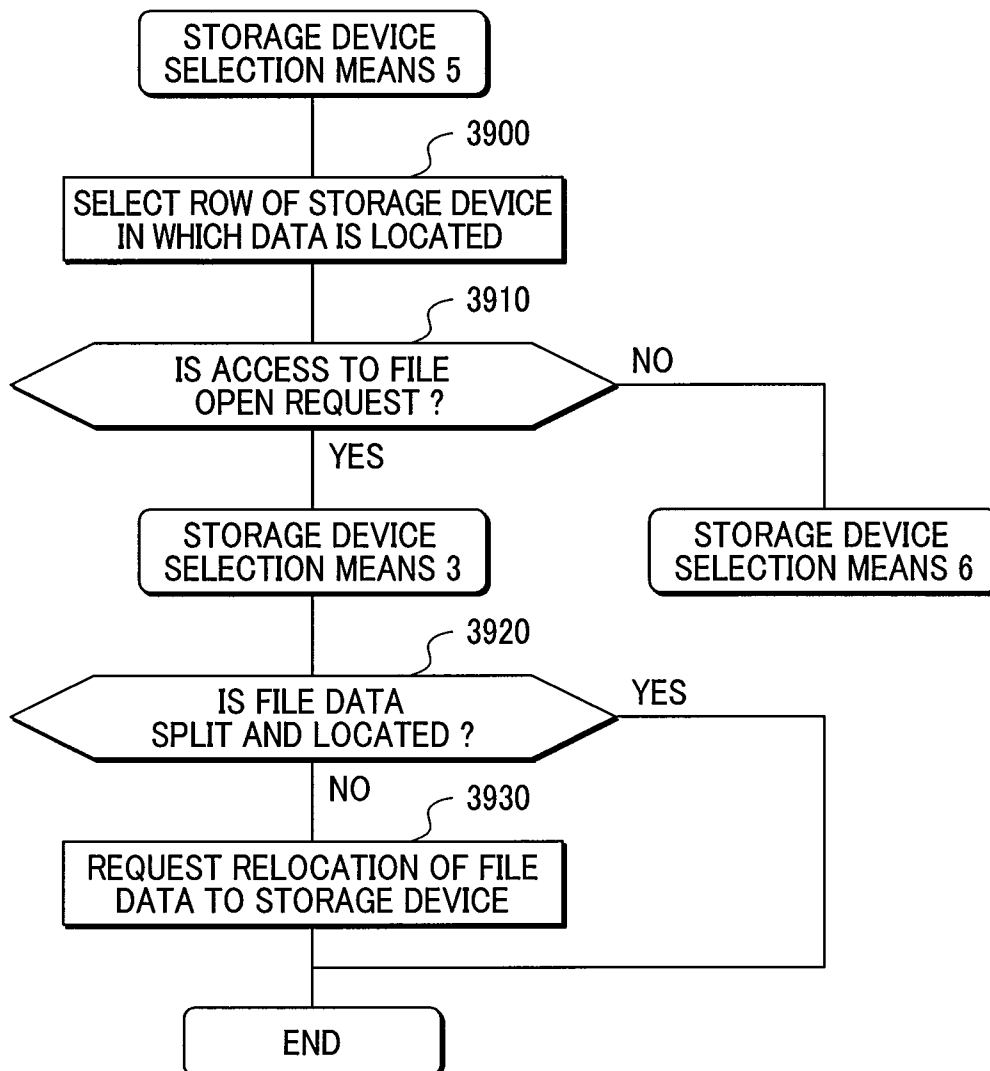 STORAGE DEVICE
SELECTION MEANS 5
3900
SELECT ROW OF STORAGE DEVICE
IN WHICH DATA IS LOCATED
3910
IS ACCESS TO FILE
OPEN REQUEST ?
NO
YES
STORAGE DEVICE
SELECTION MEANS 3
STORAGE DEVICE
SELECTION MEANS 6
3920
IS FILE DATA
SPLIT AND LOCATED ?
YES
NO
3930
REQUEST RELOCATION OF FILE
DATA TO STORAGE DEVICE
END